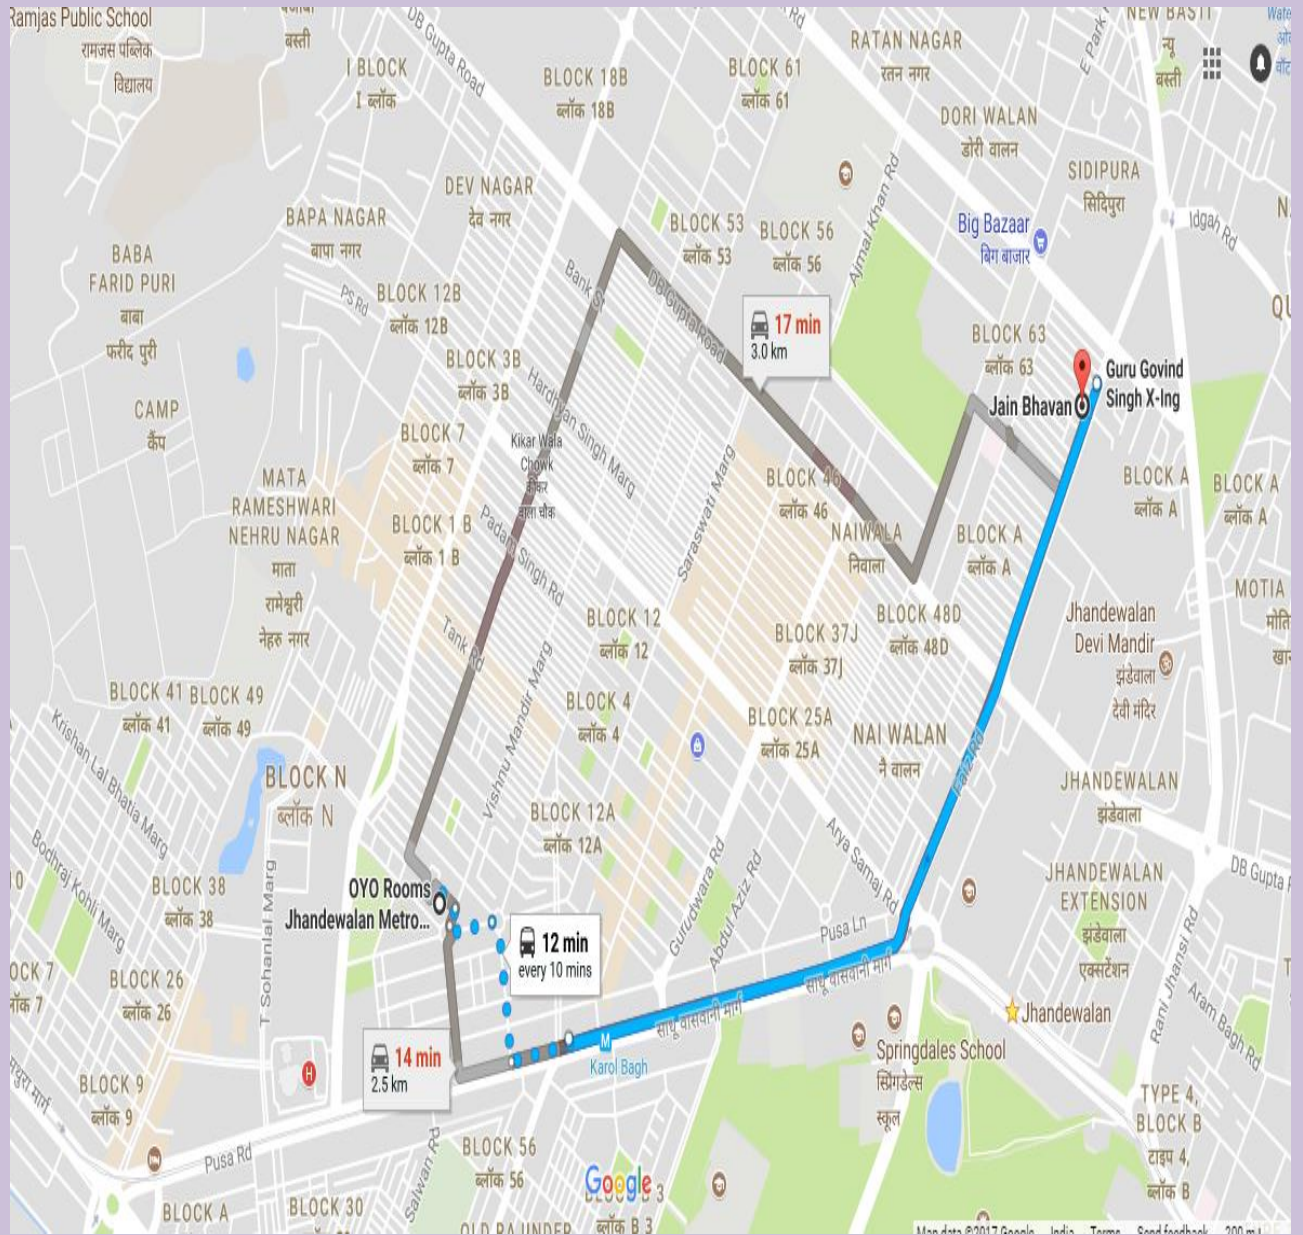 Ramjas Public School
रामजस पब्लिक
विद्यालय
बस्ती
DB Gupta Road
I BLOCK
I ब्लॉक
BLOCK 18B
ब्लॉक 18B
BLOCK 61
ब्लॉक 61
RATAN NAGAR
रतन नगर
NEW BASTI
न्यू
बस्ती
E Park
DORI WALAN
डोरी वालन
SIDIPURA
सिदिपुरा
Idgah Rd
DEV NAGAR
देव नगर
BAPA NAGAR
बापा नगर
BLOCK 53
ब्लॉक 53
BLOCK 56
ब्लॉक 56
Ajmal Khan Rd
Big Bazaar
बिग बाजार
BABA
FARID PURI
बाबा
फरीद पुरी
PS Rd
BLOCK 12B
ब्लॉक 12B
Bank St
DB Gupta Road
17 min
3.0 km
BLOCK 63
ब्लॉक 63
BLOCK 3B
ब्लॉक 3B
Hardhyan Singh Marg
Jain Bhavan
Guru Govind
Singh X-Ing
CAMP
कैंप
BLOCK 7
ब्लॉक 7
Kikar Wala
Chowk
कीकर
वाला चौक
Saraswati Marg
BLOCK 46
ब्लॉक 46
BLOCK A
ब्लॉक A
BLOCK A
ब्लॉक A
MATA
RAMESHWARI
NEHRU NAGAR
माता
रामेश्वरी
नेहरु नगर
BLOCK 1 B
ब्लॉक 1 B
Padam Singh Rd
NAIWALA
निवाला
BLOCK A
ब्लॉक A
MOTIA
Tank Rd
BLOCK 12
ब्लॉक 12
BLOCK 37J
ब्लॉक 37J
BLOCK 48D
ब्लॉक 48D
Jhandewalan
Devi Mandir
झंडेवाला
देवी मंदिर
BLOCK 41
ब्लॉक 41
BLOCK 49
ब्लॉक 49
Vishnu Mandir Marg
BLOCK 4
ब्लॉक 4
BLOCK 25A
ब्लॉक 25A
NAI WALAN
नै वालन
Faiz Rd
Krishan Lal Bhatia Marg
BLOCK N
ब्लॉक N
BLOCK 12A
ब्लॉक 12A
JHANDEWALAN
झंडेवाला
Bodhraj Kohli Marg
BLOCK 38
ब्लॉक 38
T Sohanlal Marg
OYO Rooms
Jhandewalan Metro...
Gurudwara Rd
Abdul Aziz Rd
Arya Samaj Rd
Pusa Ln
JHANDEWALAN
EXTENSION
झंडेवाला
एक्सटेंशन
DB Gupta
12 min
every 10 mins
साधू वासवानी मार्ग
साधू वासवानी मार्ग
Rani Jhansi Rd
Aram Bagh Rd
BLOCK 26
ब्लॉक 26
Jhandewalan
14 min
2.5 km
H
M
Karol Bagh
Springdales School
स्प्रिंगडेल्स
स्कूल
BLOCK 9
ब्लॉक 9
Pusa Rd
Salwan Rd
BLOCK 56
ब्लॉक 56
TYPE 4,
BLOCK B
टाइप 4,
ब्लॉक B
Google
ब्लॉक B 3
BLOCK A
BLOCK 30
OLD RAJINDER
Map data ©2017 Google India Terms Send feedback 200 m